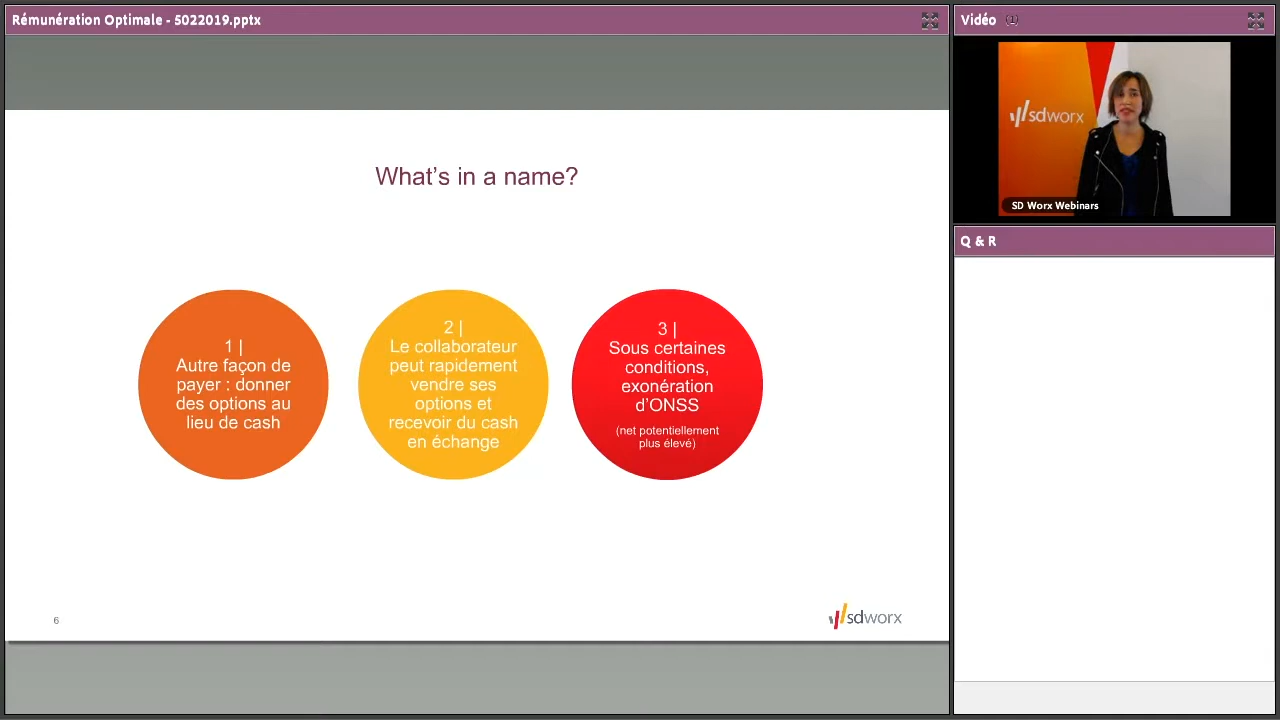 Rémunération Optimale - 5022019.pptx
Vidéo (1)
sdworx
SD Worx Webinars
Q & R
What's in a name?
1 |
Autre façon de
payer : donner
des options au
lieu de cash
2 |
Le collaborateur
peut rapidement
vendre ses
options et
recevoir du cash
en échange
3 |
Sous certaines
conditions,
exonération
d'ONSS
(net potentiellement
plus élevé)
6
sdworx